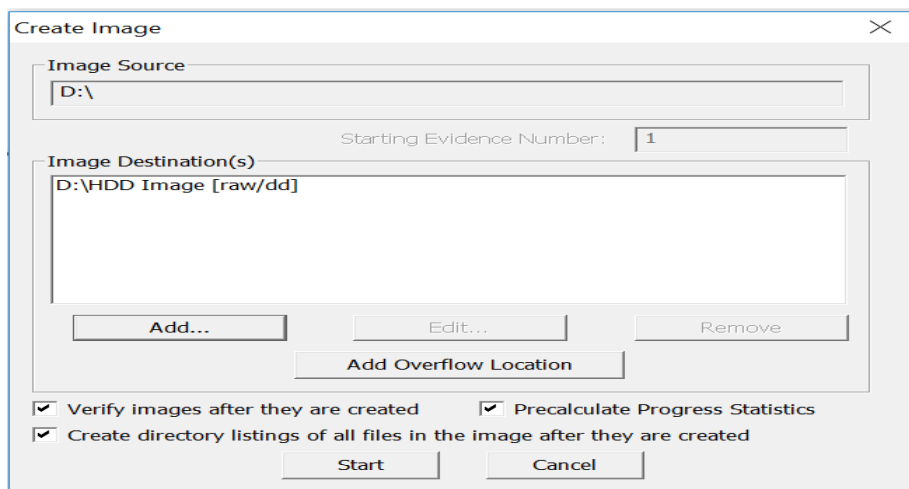 Create Image
Image Source
D:\
Starting Evidence Number: 1
Image Destination(s)
D:\HDD Image [raw/dd]
Add... Edit... Remove
Add Overflow Location
Verify images after they are created Precalculate Progress Statistics
Create directory listings of all files in the image after they are created
Start Cancel